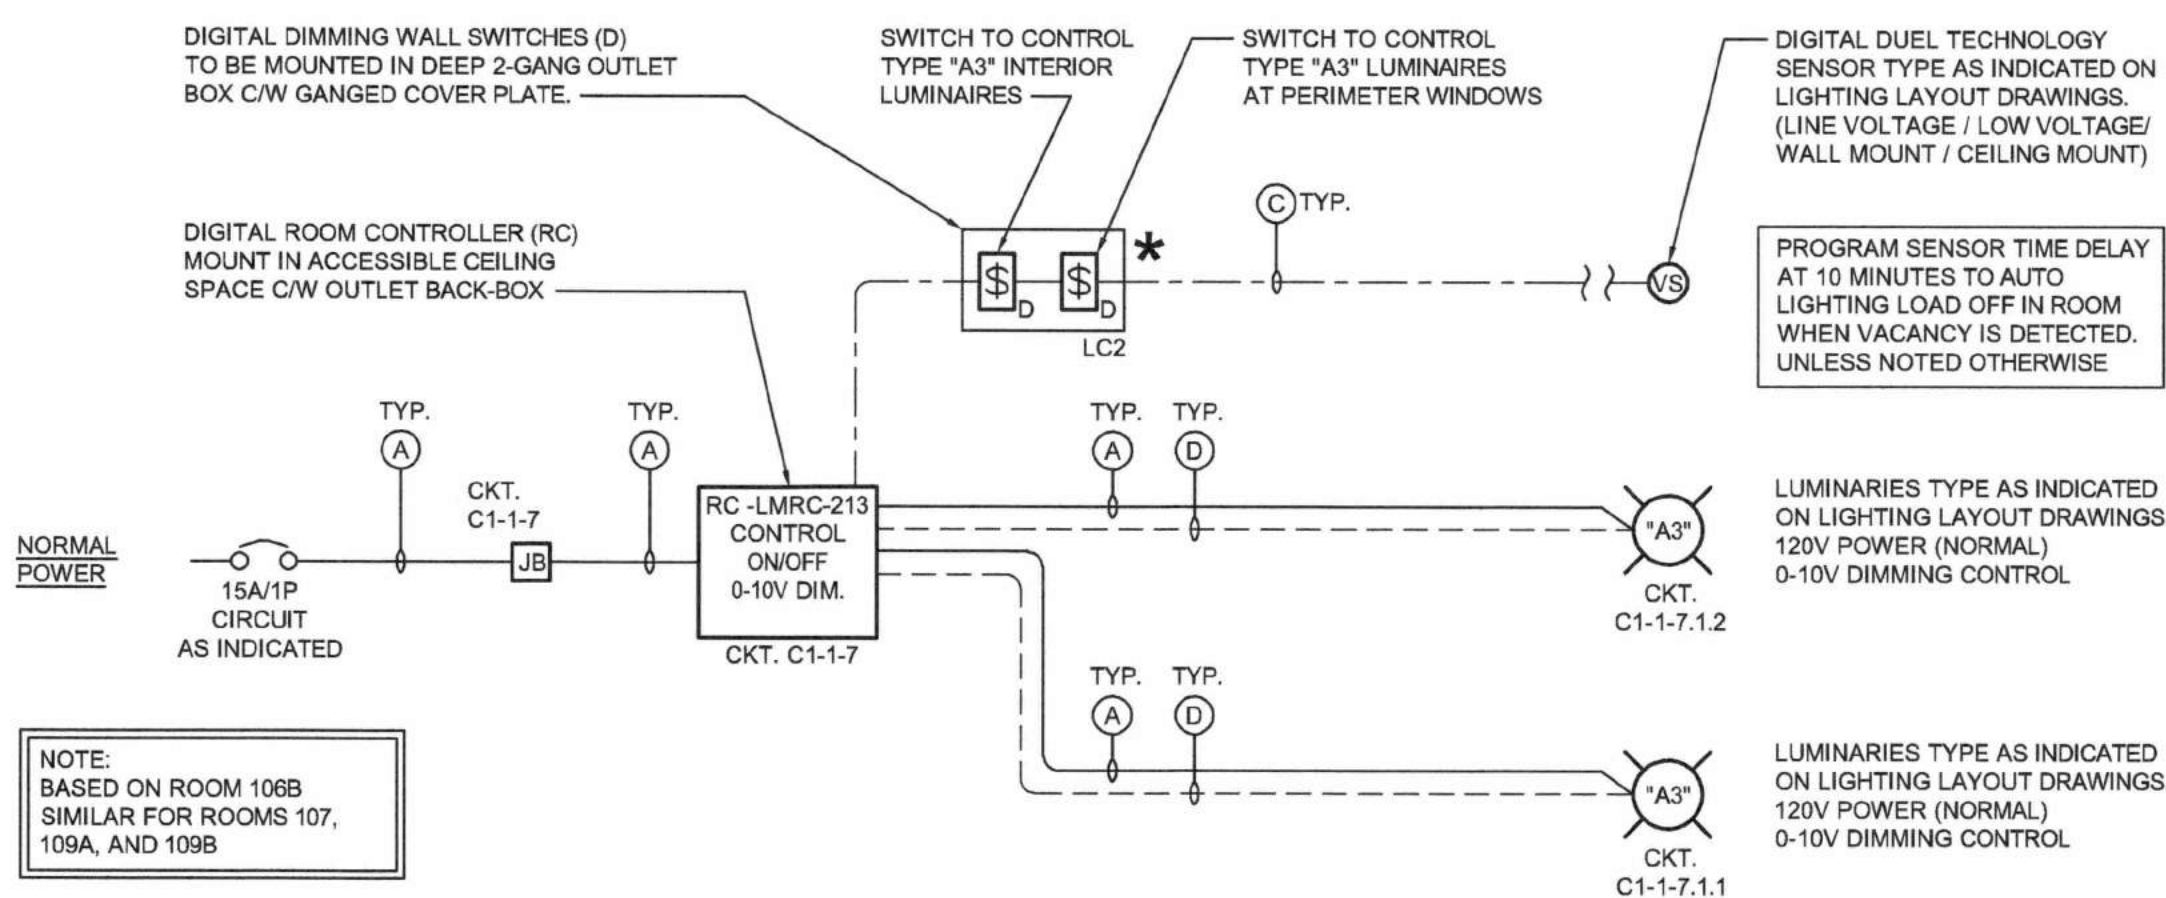 DIGITAL DIMMING WALL SWITCHES (D)
TO BE MOUNTED IN DEEP 2-GANG OUTLET
BOX C/W GANGED COVER PLATE.
SWITCH TO CONTROL
TYPE "A3" INTERIOR
LUMINAIRES
SWITCH TO CONTROL
TYPE "A3" LUMINAIRES
AT PERIMETER WINDOWS
DIGITAL DUEL TECHNOLOGY
SENSOR TYPE AS INDICATED ON
LIGHTING LAYOUT DRAWINGS.
(LINE VOLTAGE / LOW VOLTAGE/
WALL MOUNT / CEILING MOUNT)
DIGITAL ROOM CONTROLLER (RC)
MOUNT IN ACCESSIBLE CEILING
SPACE C/W OUTLET BACK-BOX
$ D
$ D
*
LC2
C TYP.
VS
PROGRAM SENSOR TIME DELAY
AT 10 MINUTES TO AUTO
LIGHTING LOAD OFF IN ROOM
WHEN VACANCY IS DETECTED.
UNLESS NOTED OTHERWISE
NORMAL
POWER
15A/1P
CIRCUIT
AS INDICATED
TYP.
A
CKT.
C1-1-7
JB
TYP.
A
RC -LMRC-213
CONTROL
ON/OFF
0-10V DIM.
CKT. C1-1-7
TYP.
A
TYP.
D
"A3"
CKT.
C1-1-7.1.2
LUMINARIES TYPE AS INDICATED
ON LIGHTING LAYOUT DRAWINGS
120V POWER (NORMAL)
0-10V DIMMING CONTROL
TYP.
A
TYP.
D
"A3"
CKT.
C1-1-7.1.1
LUMINARIES TYPE AS INDICATED
ON LIGHTING LAYOUT DRAWINGS
120V POWER (NORMAL)
0-10V DIMMING CONTROL
NOTE:
BASED ON ROOM 106B
SIMILAR FOR ROOMS 107,
109A, AND 109B